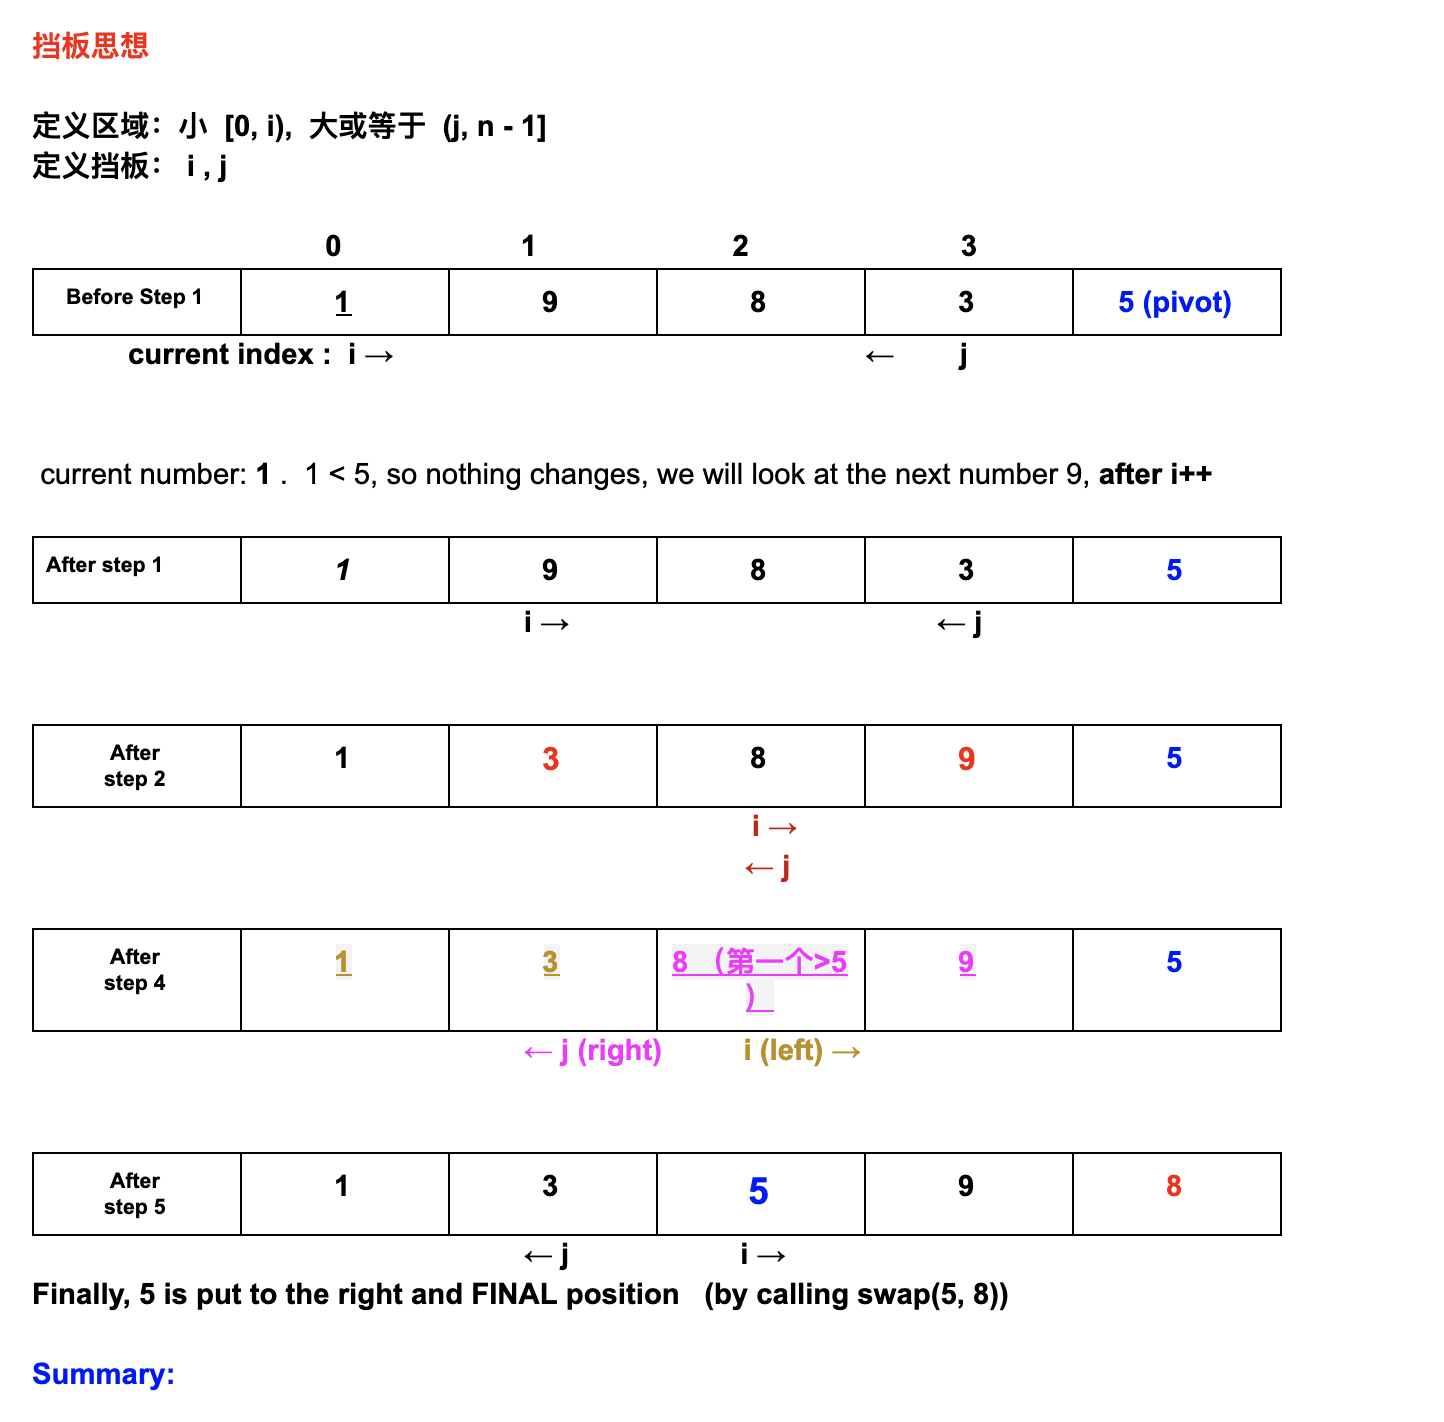 挡板思想
定义区域：小 [0, i)，大或等于 (j, n - 1]
定义挡板： i , j
0 1 2 3
Before Step 1 1 9 8 3 5 (pivot)
current index : i → ← j
current number: 1 . 1 < 5, so nothing changes, we will look at the next number 9, after i++
After step 1 1 9 8 3 5
i → ← j
After
step 2
1 3 8 9 5
i →
← j
After
step 4
1 3 8 （第一个>5
） 9 5
← j (right) i (left) →
After
step 5
1 3 5 9 8
← j i →
Finally, 5 is put to the right and FINAL position (by calling swap(5, 8))
Summary: